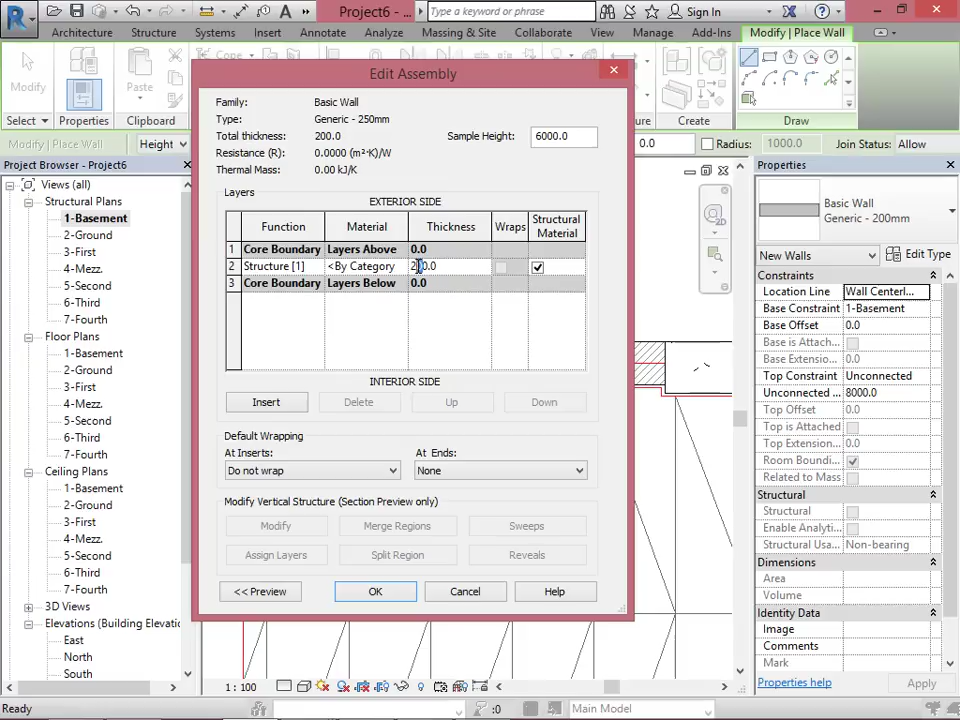 Project6 - ...
Type a keyword or phrase
Sign In
Architecture
Structure
Systems
Insert
Annotate
Analyze
Massing & Site
Collaborate
View
Manage
Add-Ins
Modify | Place Wall
Modify
Paste
Cope
Select
Properties
Clipboard
Create
Draw
Modify | Place Wall
Height
0.0
Radius:
1000.0
Join Status:
Allow
Project Browser - Project6
Views (all)
Structural Plans
1-Basement
2-Ground
3-First
4-Mezz.
5-Second
6-Third
7-Fourth
Floor Plans
1-Basement
2-Ground
3-First
4-Mezz.
5-Second
6-Third
7-Fourth
Ceiling Plans
1-Basement
2-Ground
3-First
4-Mezz.
5-Second
6-Third
7-Fourth
3D Views
Elevations (Building Elevatio
East
North
South
Edit Assembly
Family: Basic Wall
Type: Generic - 250mm
Total thickness: 200.0
Sample Height: 6000.0
Resistance (R): 0.0000 (m²·K)/W
Thermal Mass: 0.00 kJ/K
Layers
EXTERIOR SIDE
Function Material Thickness Wraps Structural Material
1 Core Boundary Layers Above 0.0
2 Structure [1] <By Category
3 Core Boundary Layers Below 0.0
INTERIOR SIDE
Insert Delete Up Down
Default Wrapping
At Inserts: At Ends:
Do not wrap None
Modify Vertical Structure (Section Preview only)
Modify Merge Regions Sweeps
Assign Layers Split Region Reveals
<< Preview OK Cancel Help
Properties
Basic Wall
Generic - 200mm
New Walls
Edit Type
Constraints
Location Line Wall Centerl...
Base Constraint 1-Basement
Base Offset 0.0
Base is Attach...
Base Extensio...
Top Constraint Unconnected
Unconnected ... 8000.0
Top Offset 0.0
Top is Attached
Top Extension... 0.0
Room Boundi...
Related to Mass
Structural
Structural
Enable Analyti...
Structural Usa... Non-bearing
Dimensions
Area
Volume
Identity Data
Image
Comments
Mark
Properties help
Apply
1 : 100
Ready
:0
Main Model